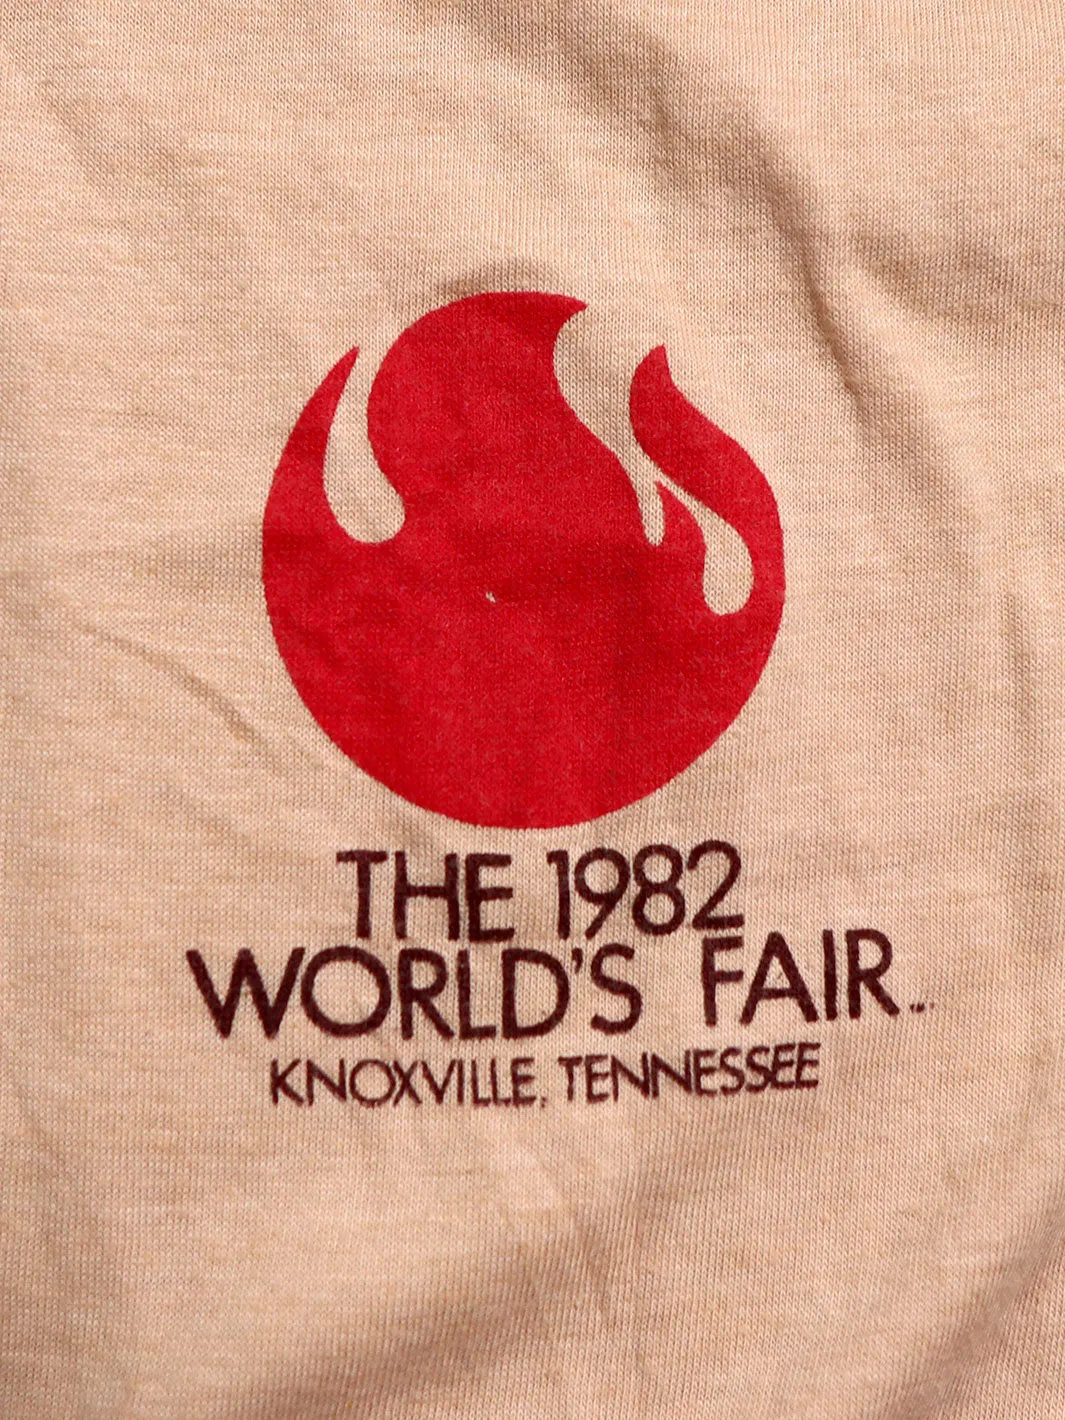 THE 1982
WORLD'S FAIR
KNOXVILLE, TENNESSEE